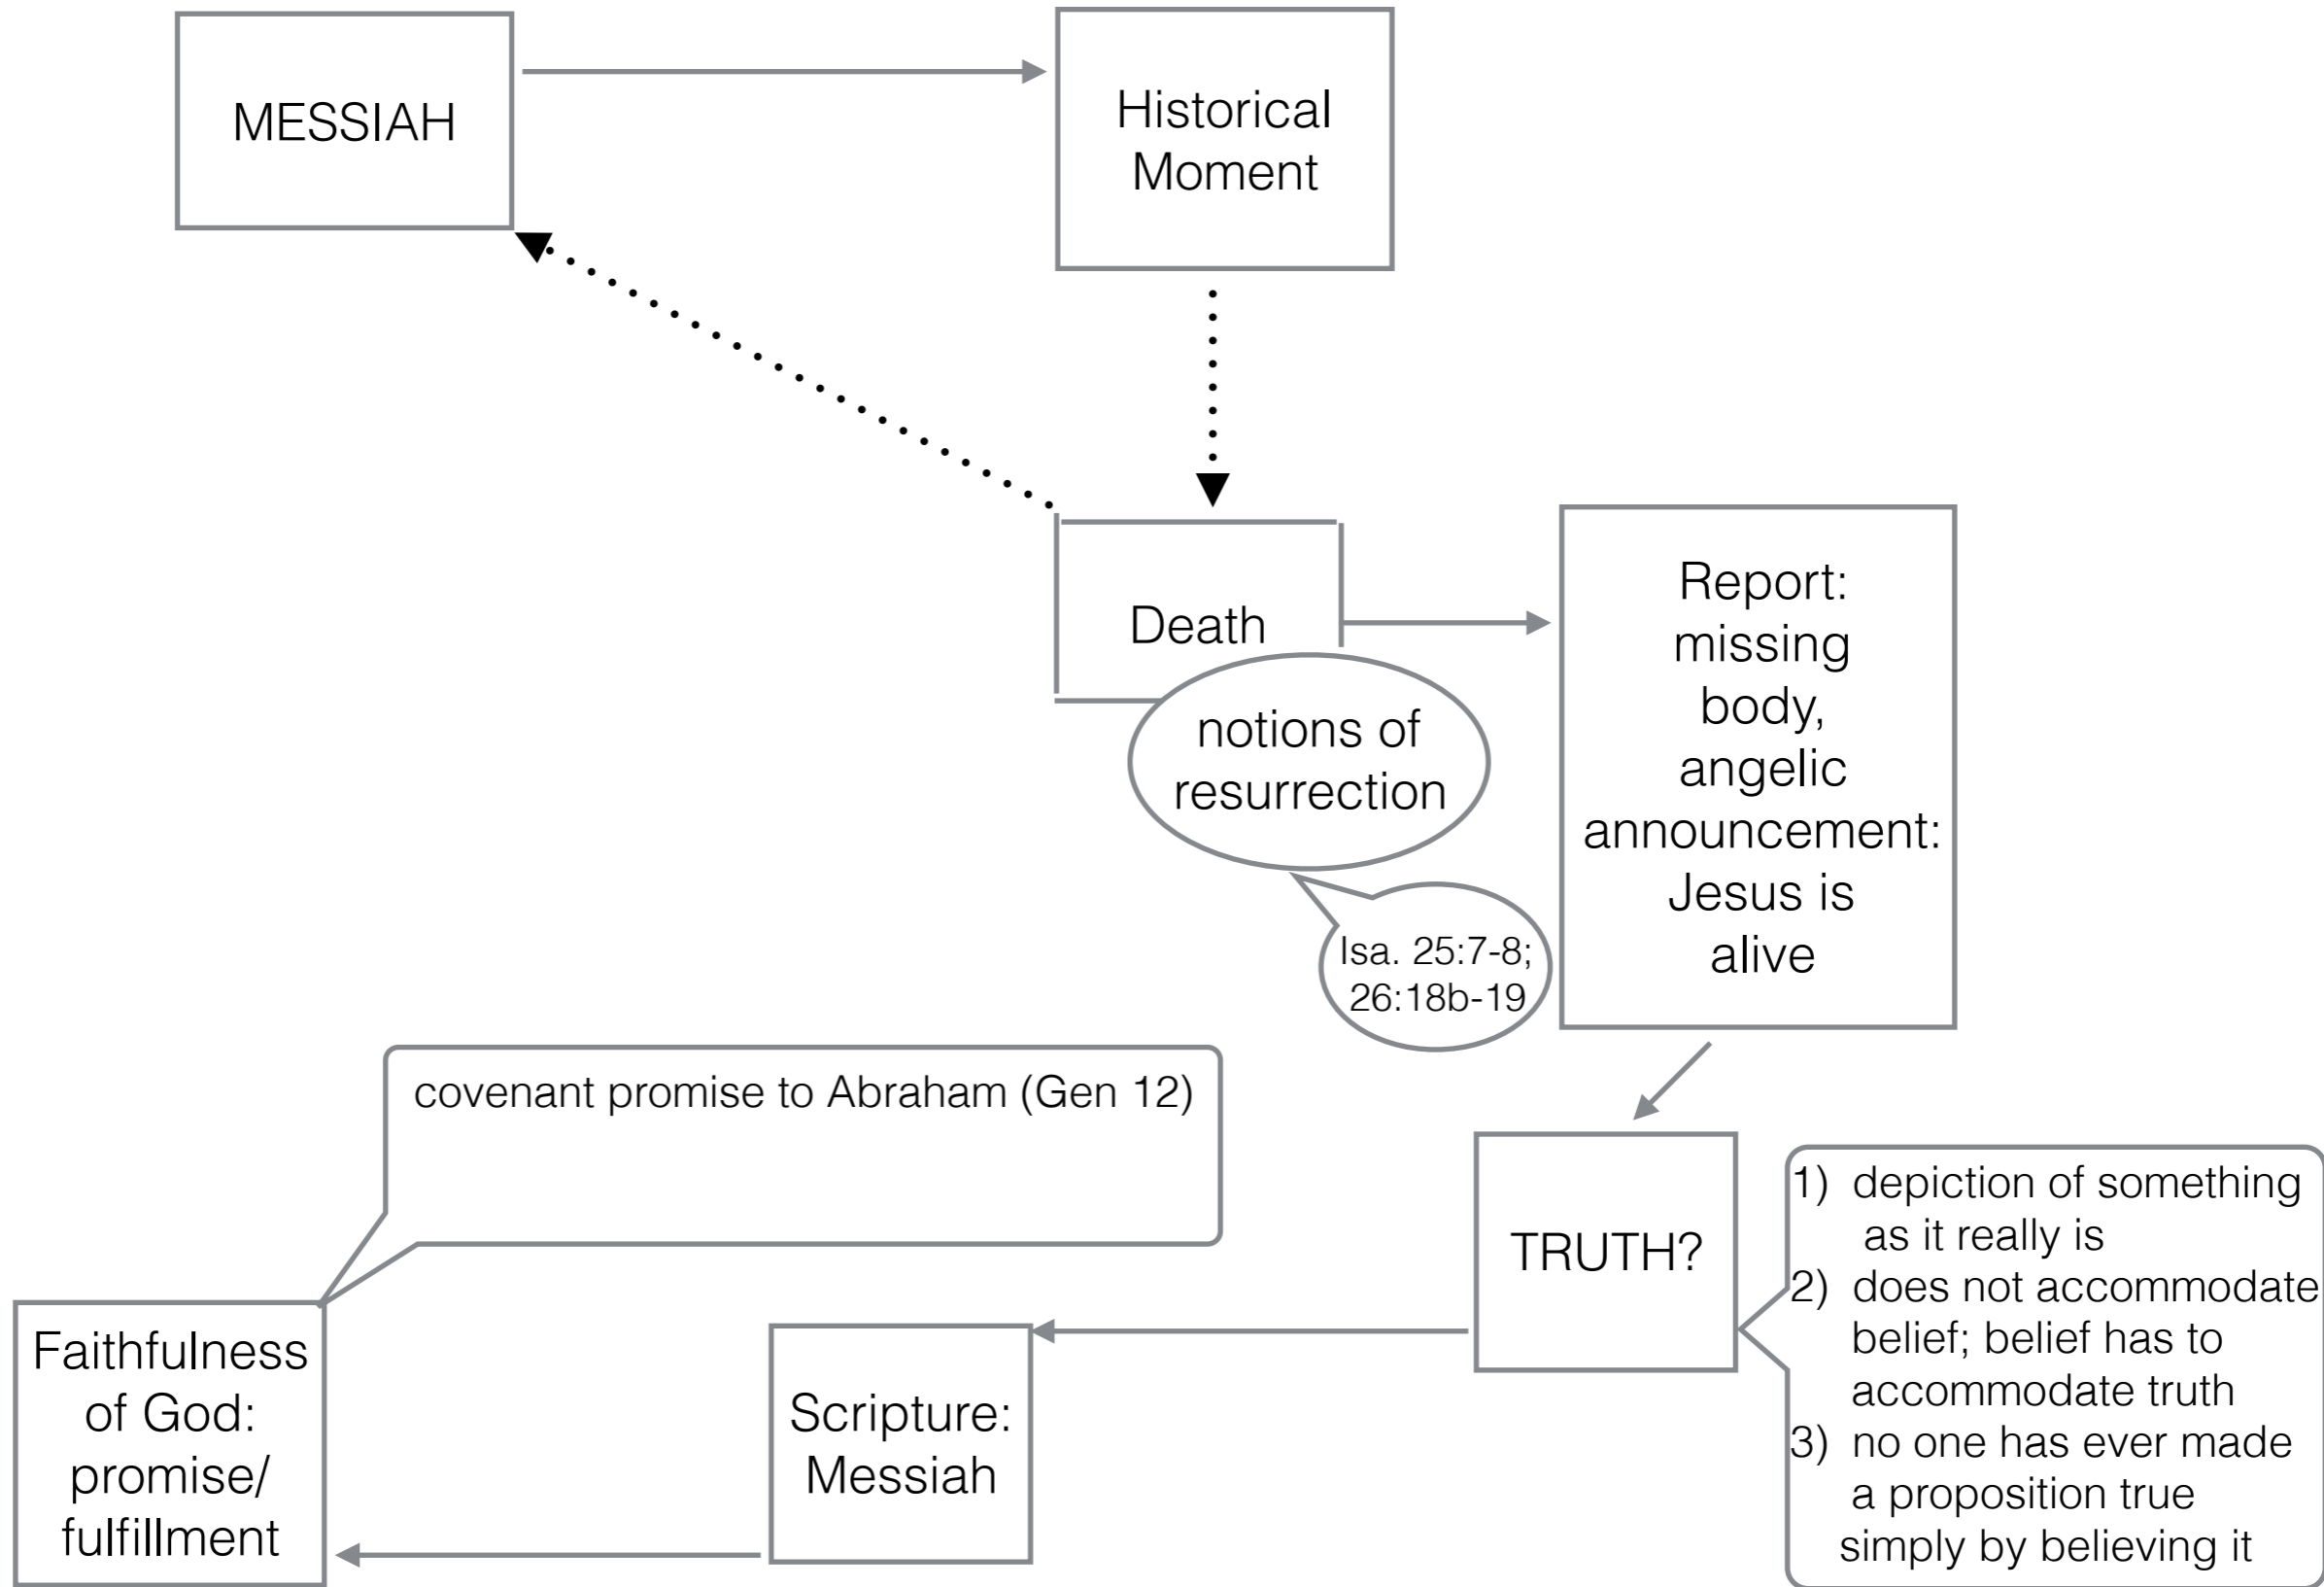 MESSIAH
Historical
Moment
Death
notions of
resurrection
Isa. 25:7-8;
26:18b-19
Report:
missing
body,
angelic
announcement:
Jesus is
alive
TRUTH?
1) depiction of something
as it really is
2) does not accommodate
belief; belief has to
accommodate truth
3) no one has ever made
a proposition true
simply by believing it
Scripture:
Messiah
covenant promise to Abraham (Gen 12)
Faithfulness
of God:
promise/
fulfillment